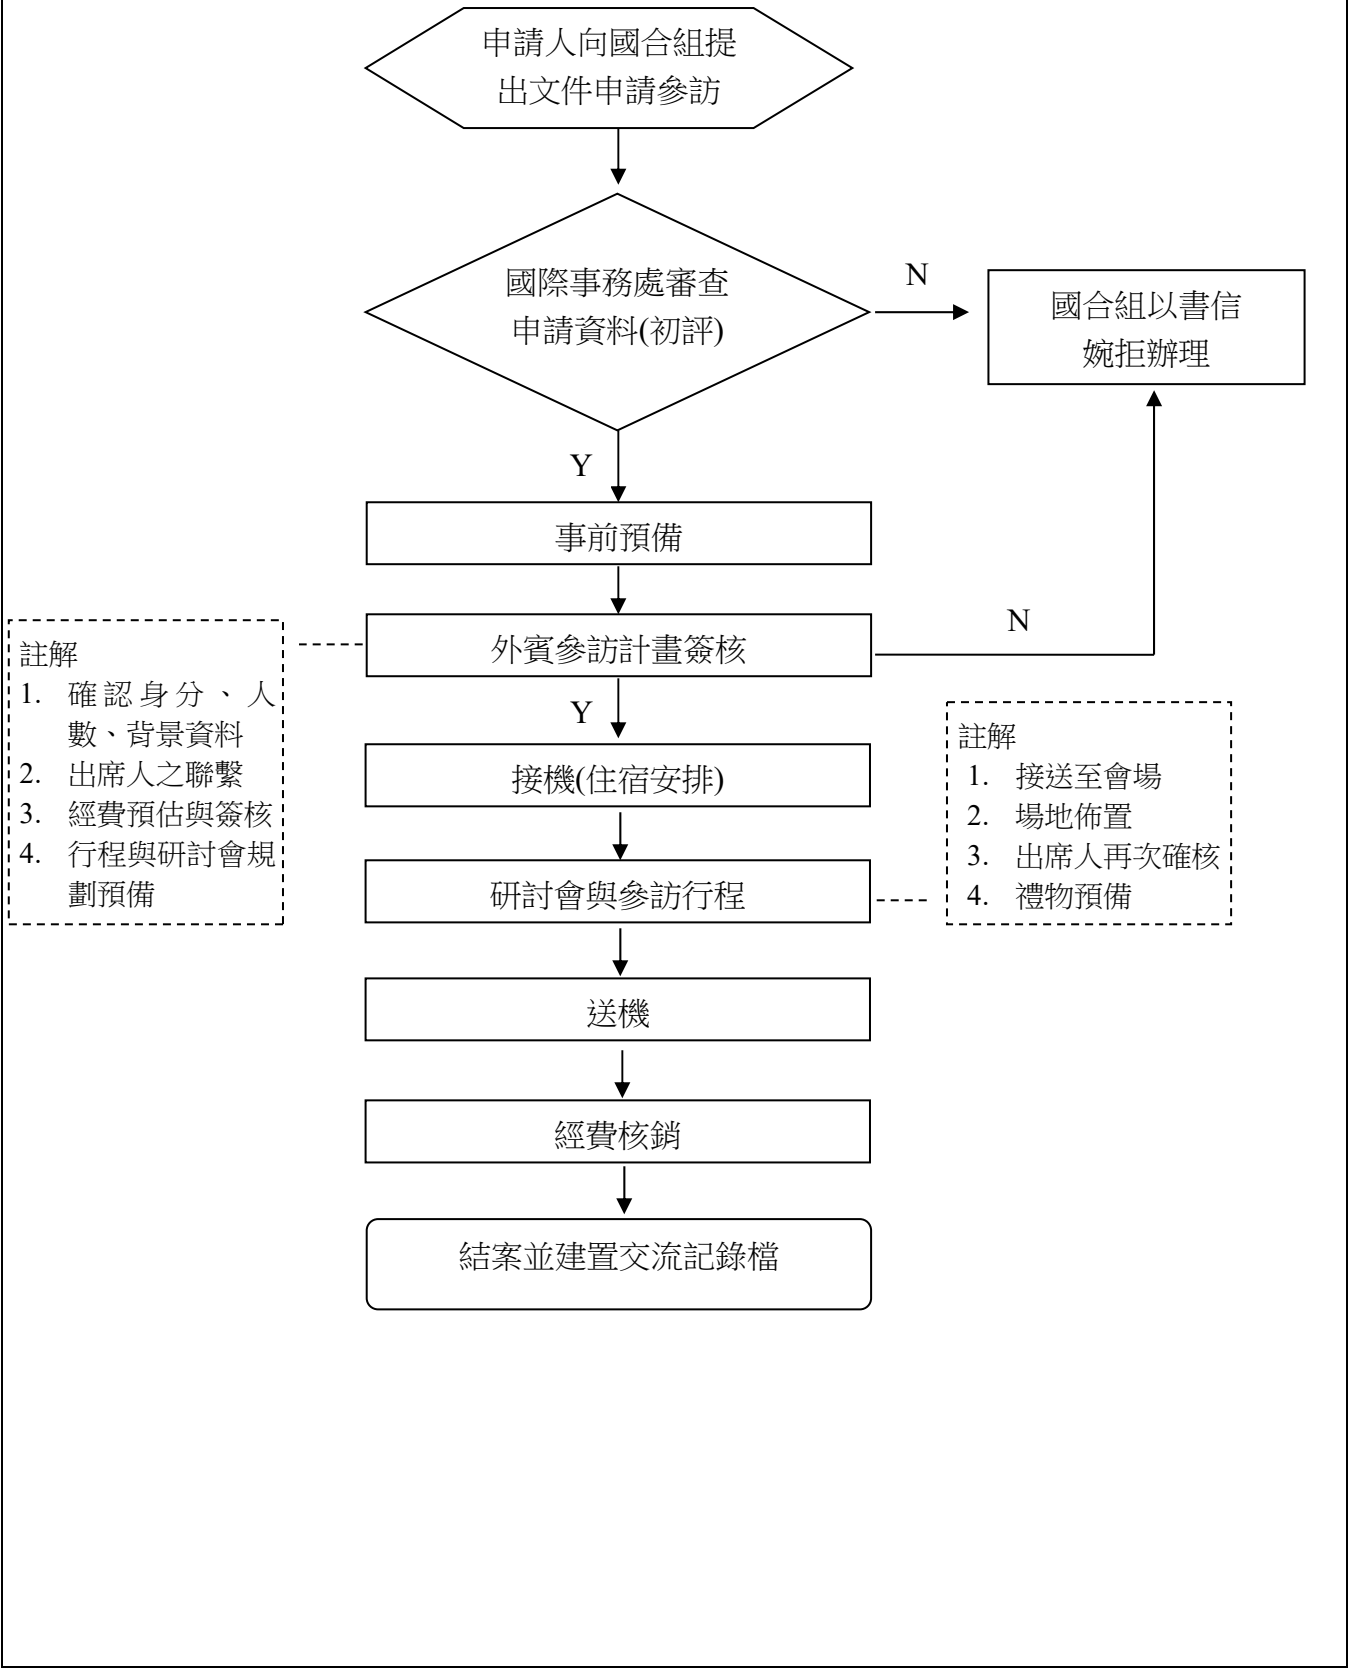 申請人向國合組提
出文件申請參訪
國際事務處審查
申請資料(初評)
N
國合組以書信
婉拒辦理
Y
事前預備
外賓參訪計畫簽核
N
註解
1. 確認身分、人
數、背景資料
2. 出席人之聯繫
3. 經費預估與簽核
4. 行程與研討會規
劃預備
Y
接機(住宿安排)
註解
1. 接送至會場
2. 場地佈置
3. 出席人再次確核
4. 禮物預備
研討會與參訪行程
送機
經費核銷
結案並建置交流記錄檔